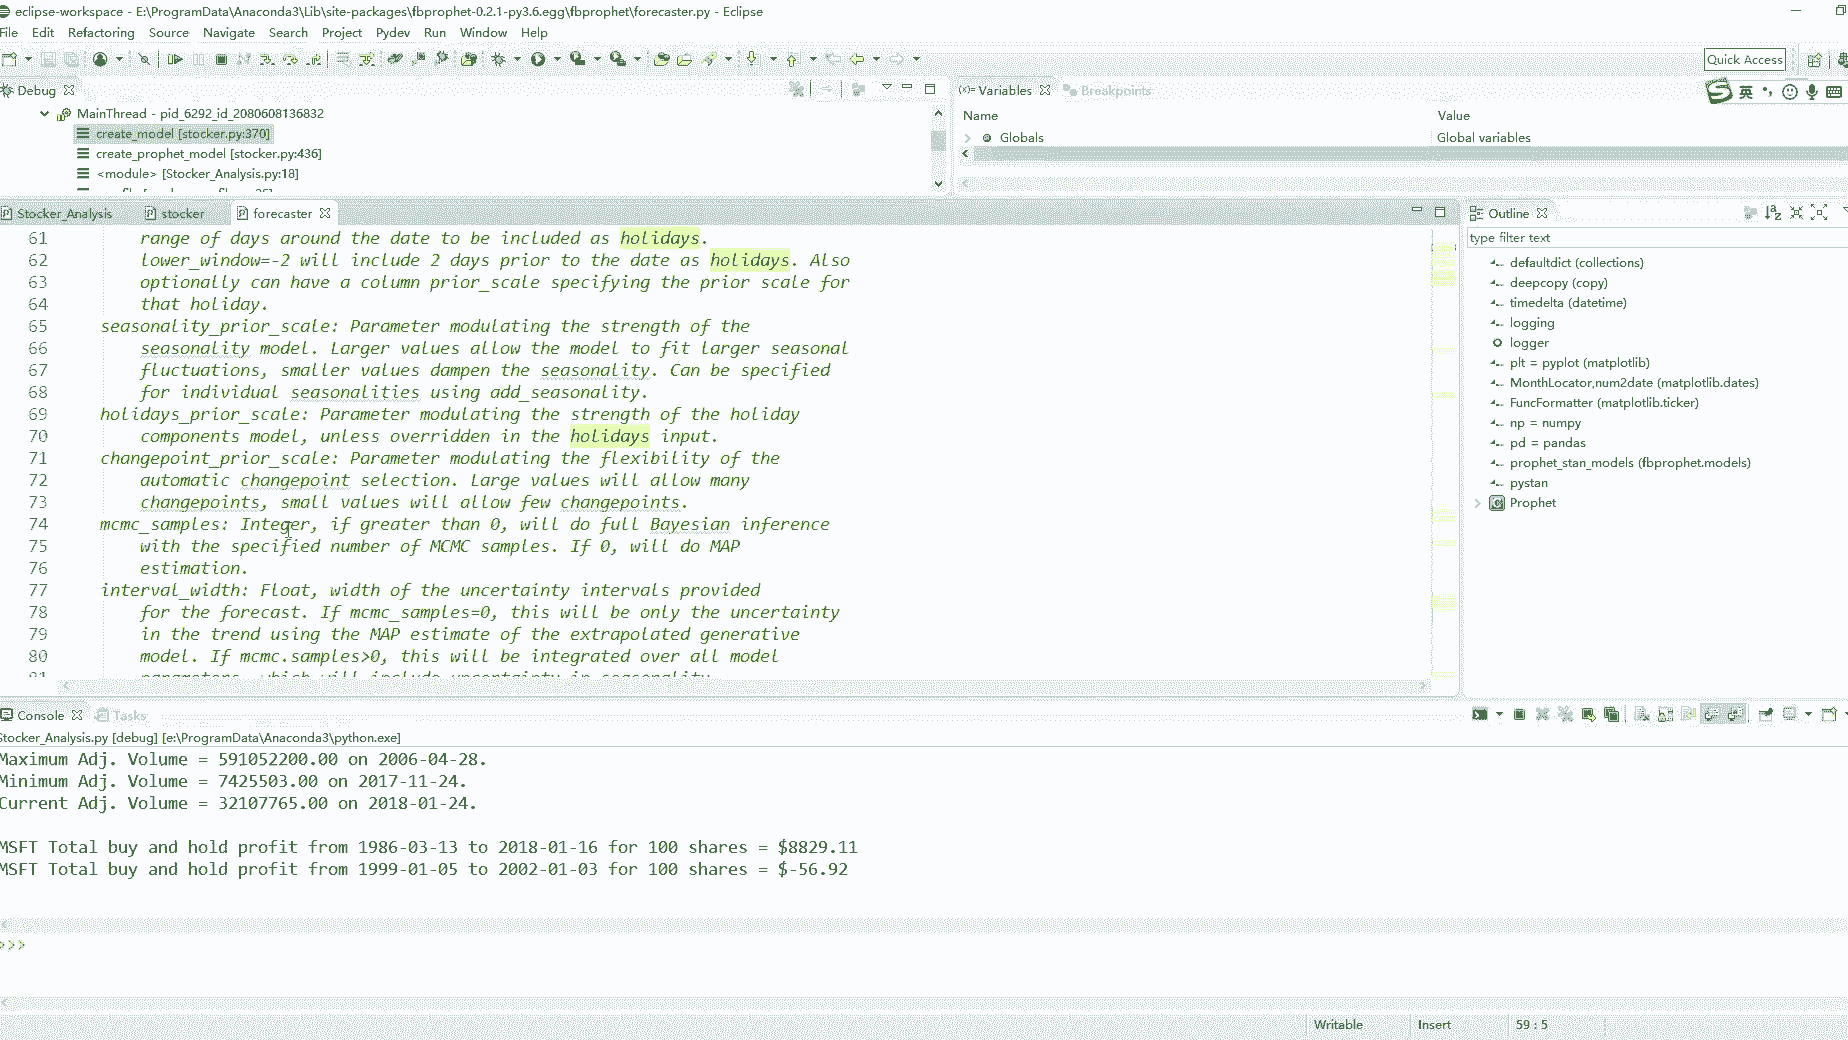 eclipse-workspace - E:\ProgramData\Anaconda3\Lib\site-packages\fbprophet-0.2.1-py3.6.egg\fbprophet\forecaster.py - Eclipse
File Edit Refactoring Source Navigate Search Project Pydev Run Window Help
Quick Access
Debug
MainThread - pid_6292_id_2080608136832
create_model [stocker.py:370]
create_prophet_model [stocker.py:436]
<module> [Stocker_Analysis.py:18]
(x)= Variables Breakpoints
英
Name Value
Globals Global variables
Stocker_Analysis stocker forecaster
61 range of days around the date to be included as holidays.
62 lower_window=-2 will include 2 days prior to the date as holidays. Also
63 optionally can have a column prior_scale specifying the prior scale for
64 that holiday.
65 seasonality_prior_scale: Parameter modulating the strength of the
66 seasonality model. Larger values allow the model to fit larger seasonal
67 fluctuations, smaller values dampen the seasonality. Can be specified
68 for individual seasonalities using add_seasonality.
69 holidays_prior_scale: Parameter modulating the strength of the holiday
70 components model, unless overridden in the holidays input.
71 changepoint_prior_scale: Parameter modulating the flexibility of the
72 automatic changepoint selection. Large values will allow many
73 changepoints, small values will allow few changepoints.
74 mcmc_samples: Integer, if greater than 0, will do full Bayesian inference
75 with the specified number of MCMC samples. If 0, will do MAP
76 estimation.
77 interval_width: Float, width of the uncertainty intervals provided
78 for the forecast. If mcmc_samples=0, this will be only the uncertainty
79 in the trend using the MAP estimate of the extrapolated generative
80 model. If mcmc.samples>0, this will be integrated over all model
81 parameters, which will include uncertainty in seasonality.
Outline
type filter text
defaultdict (collections)
deepcopy (copy)
timedelta (datetime)
logging
logger
plt = pyplot (matplotlib)
MonthLocator,num2date (matplotlib.dates)
FuncFormatter (matplotlib.ticker)
np = numpy
pd = pandas
prophet_stan_models (fbprophet.models)
pystan
Prophet
Console Tasks
Stocker_Analysis.py [debug] [e:\ProgramData\Anaconda3\python.exe]
Maximum Adj. Volume = 591052200.00 on 2006-04-28.
Minimum Adj. Volume = 7425503.00 on 2017-11-24.
Current Adj. Volume = 32107765.00 on 2018-01-24.
MSFT Total buy and hold profit from 1986-03-13 to 2018-01-16 for 100 shares = $8829.11
MSFT Total buy and hold profit from 1999-01-05 to 2002-01-03 for 100 shares = $-56.92
>>>
Writable Insert 59 : 5